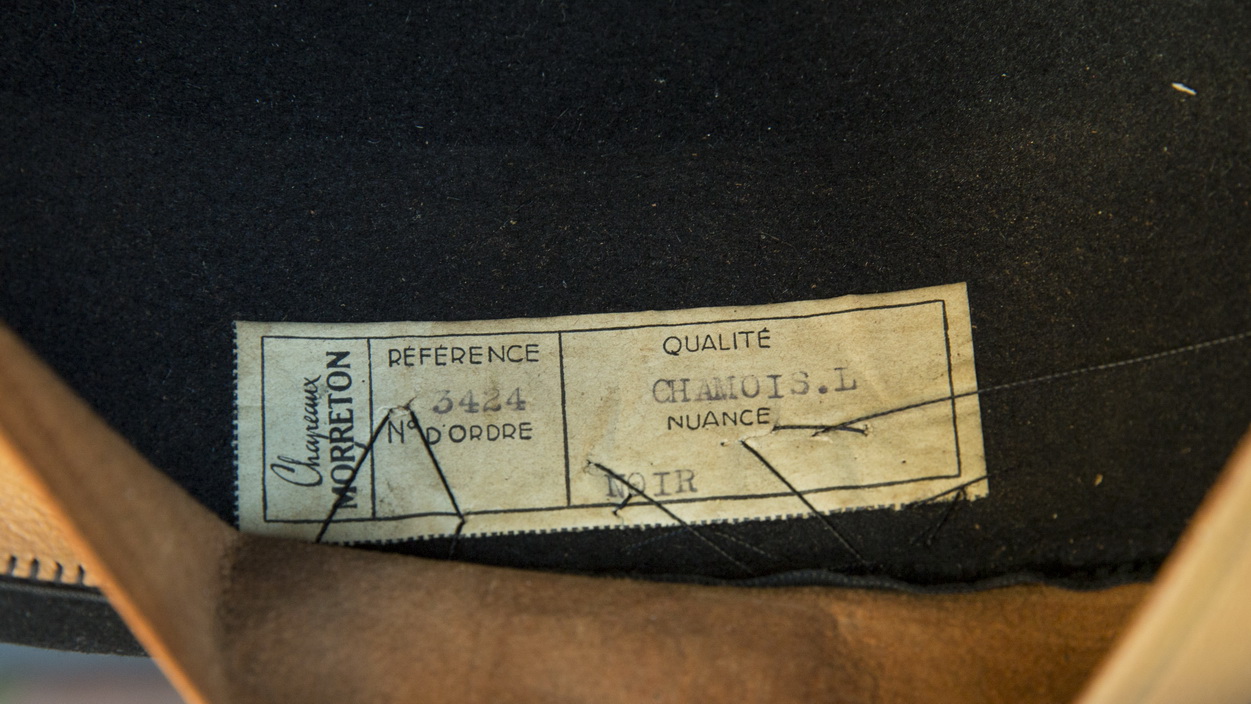 Chapeaux
MORRETON
RÉFÉRENCE
3424
N° D'ORDRE
QUALITÉ
CHAMOIS.L
NUANCE
NOIR